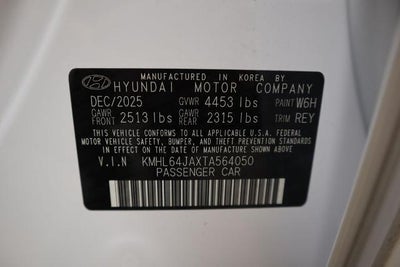 MANUFACTURED IN KOREA BY
HYUNDAI MOTOR COMPANY
DEC/2025 GVWR 4453 lbs PAINT W6H
GAWR FRONT 2513 lbs GAWR REAR 2315 lbs TRIM REY
THIS VEHICLE CONFORMS TO ALL APPLICABLE U.S.A. FEDERAL
MOTOR VEHICLE SAFETY, BUMPER, AND THEFT PREVENTION STANDARDS
IN EFFECT ON THE DATE OF MANUFACTURE SHOWN ABOVE.
V.I.N KMHL64JAXTA564050
PASSENGER CAR